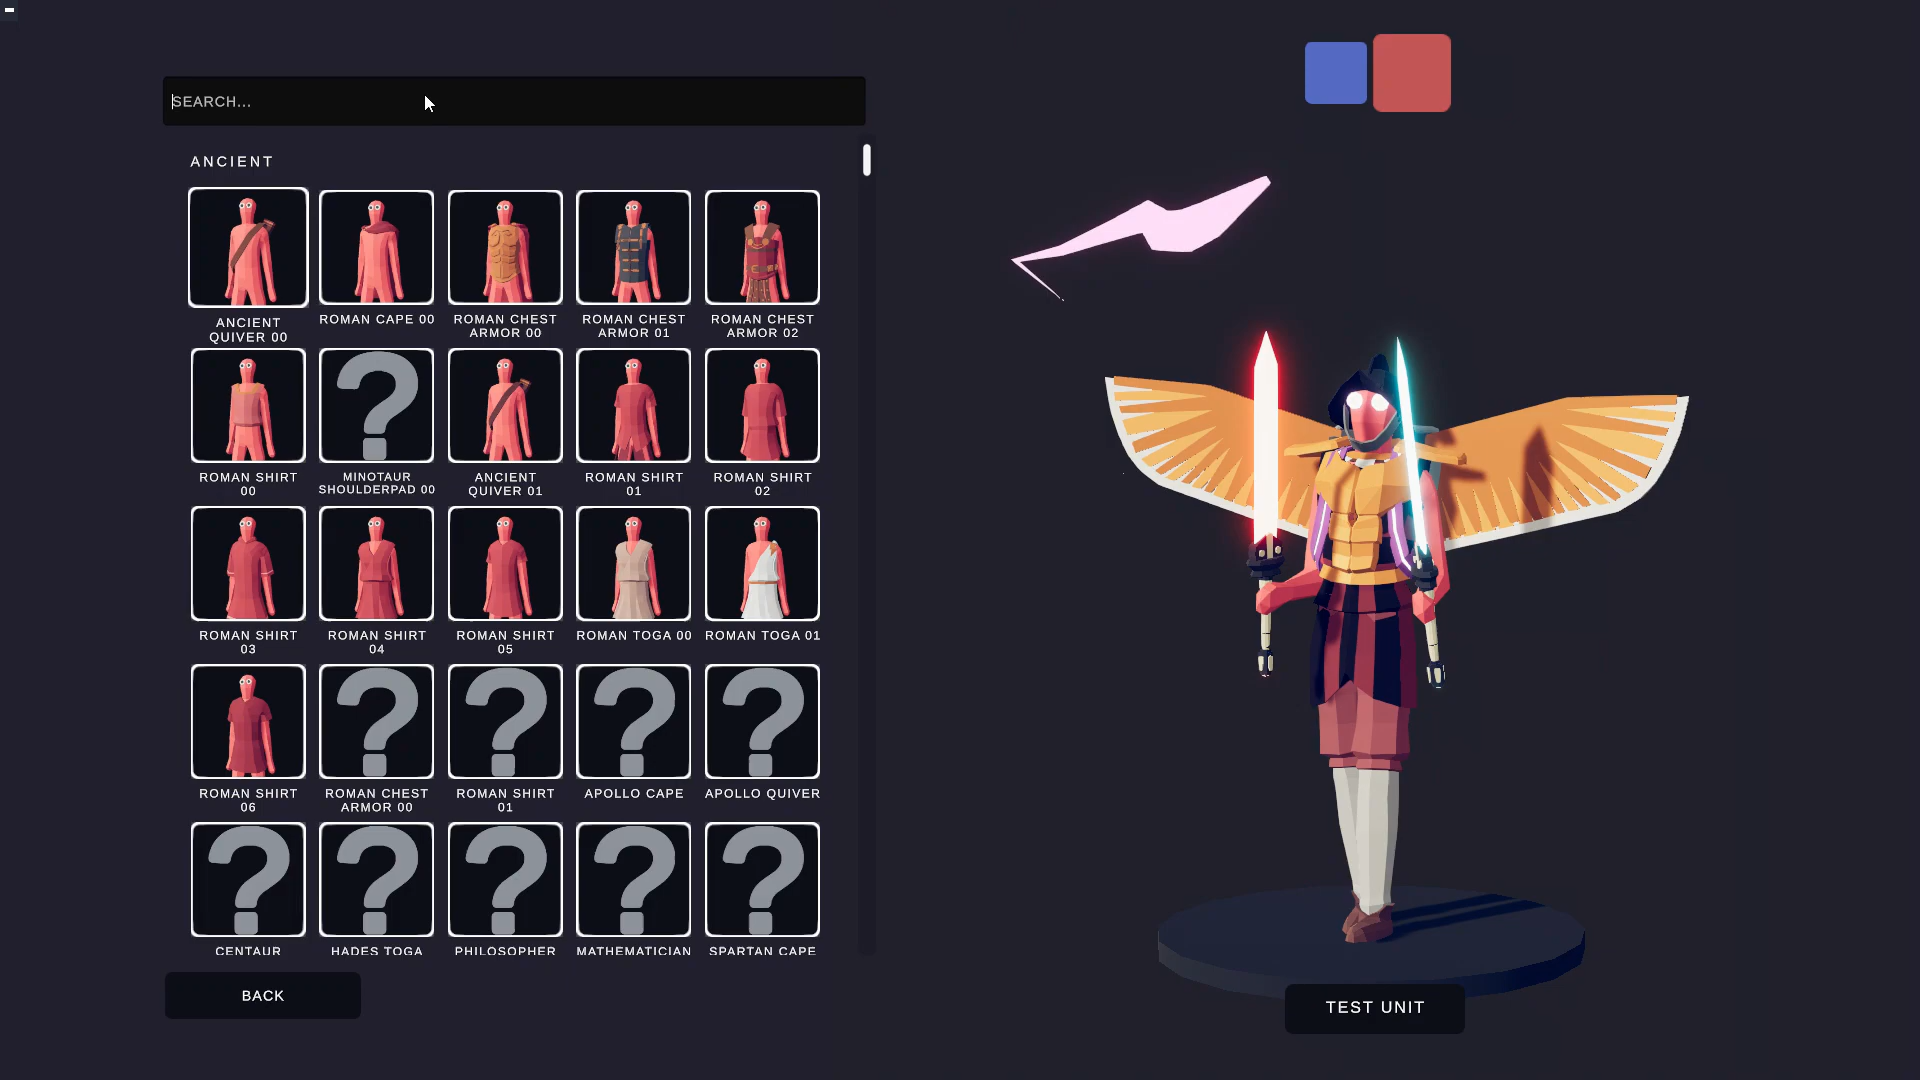 SEARCH...
ANCIENT
ANCIENT
QUIVER 00
ROMAN CAPE 00
ROMAN CHEST
ARMOR 00
ROMAN CHEST
ARMOR 01
ROMAN CHEST
ARMOR 02
ROMAN SHIRT
00
MINOTAUR
SHOULDERPAD 00
ANCIENT
QUIVER 01
ROMAN SHIRT
01
ROMAN SHIRT
02
ROMAN SHIRT
03
ROMAN SHIRT
04
ROMAN SHIRT
05
ROMAN TOGA 00
ROMAN TOGA 01
ROMAN SHIRT
06
ROMAN CHEST
ARMOR 00
ROMAN SHIRT
01
APOLLO CAPE
APOLLO QUIVER
CENTAUR
HADES TOGA
PHILOSOPHER
MATHEMATICIAN
SPARTAN CAPE
BACK
TEST UNIT